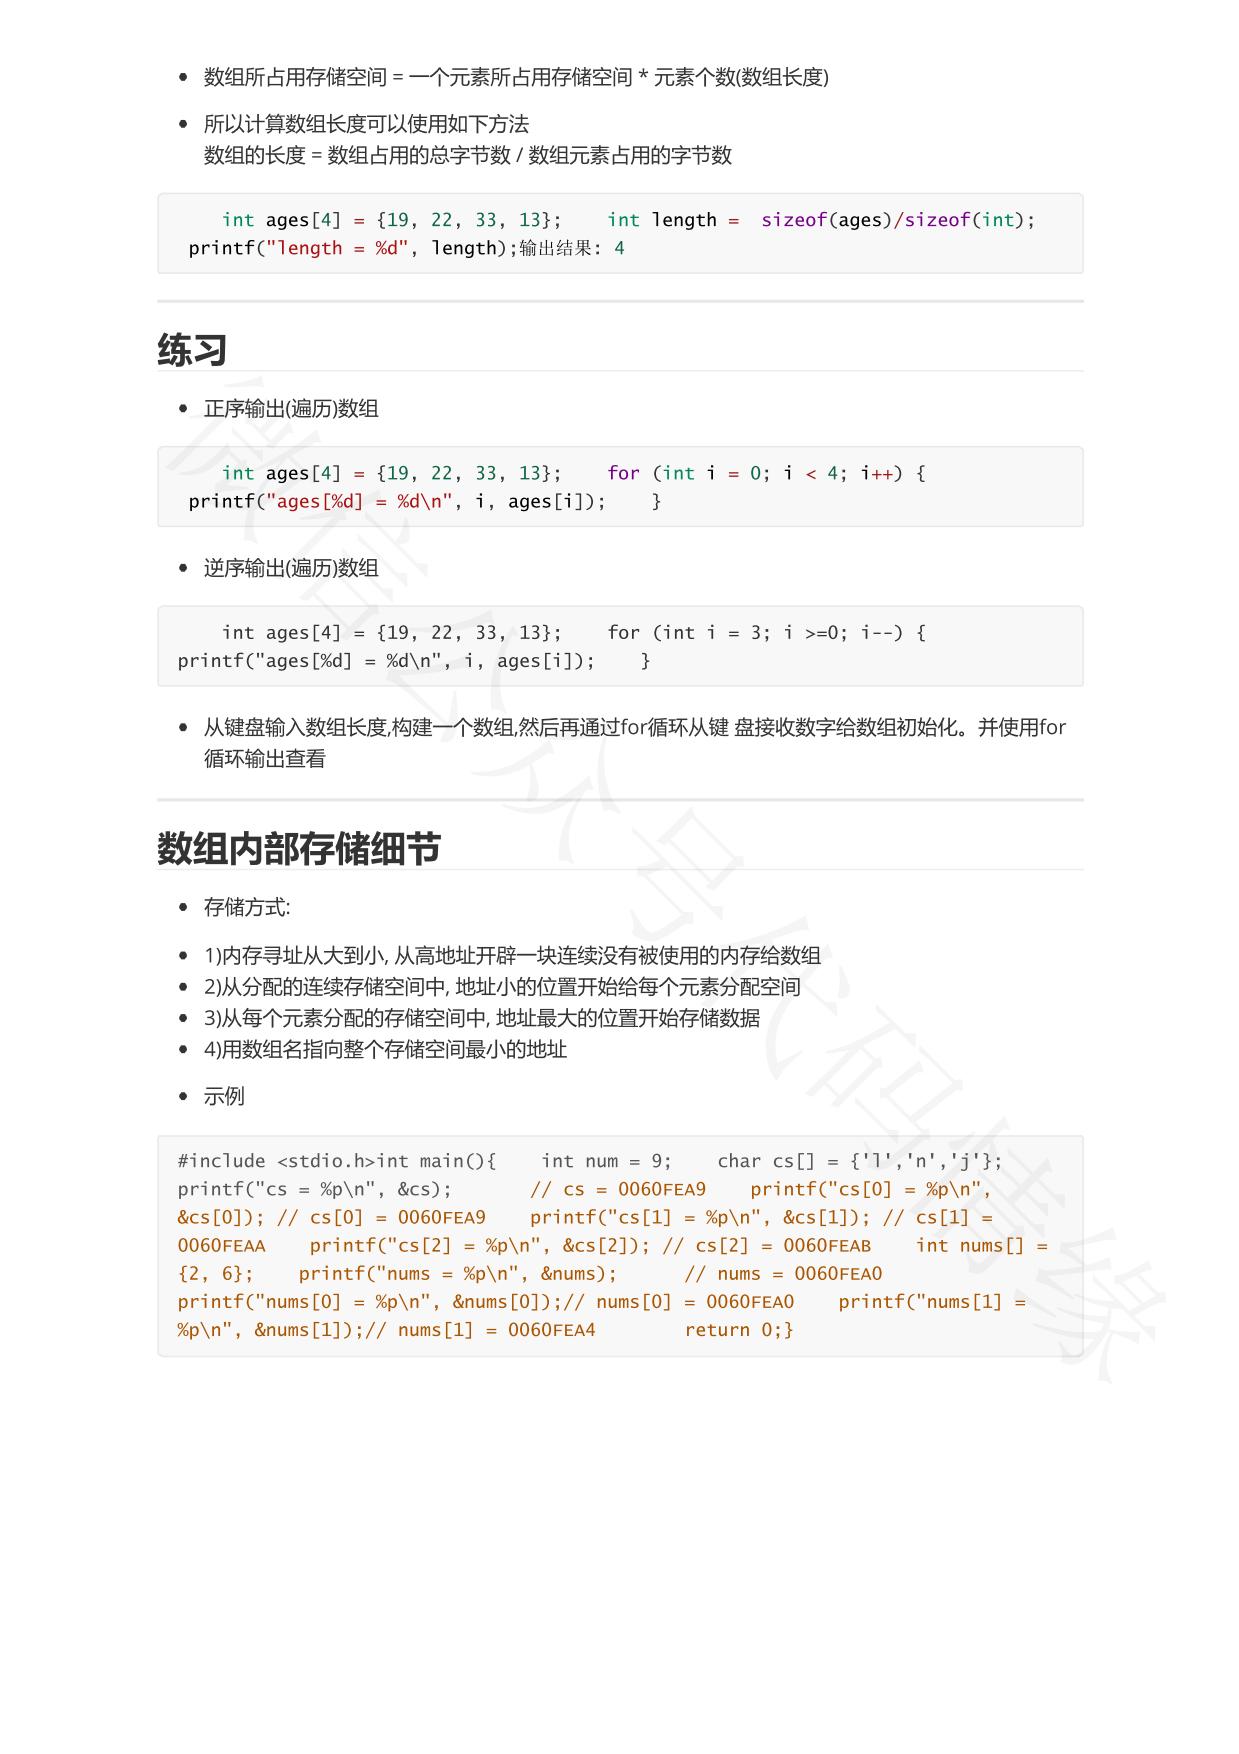 数组所占用存储空间 = 一个元素所占用存储空间 * 元素个数(数组长度)
所以计算数组长度可以使用如下方法
数组的长度 = 数组占用的总字节数 / 数组元素占用的字节数
int ages[4] = {19, 22, 33, 13};    int length =  sizeof(ages)/sizeof(int);
printf("length = %d", length);输出结果: 4
练习
正序输出(遍历)数组
int ages[4] = {19, 22, 33, 13};    for (int i = 0; i < 4; i++) {
printf("ages[%d] = %d\n", i, ages[i]);    }
逆序输出(遍历)数组
int ages[4] = {19, 22, 33, 13};    for (int i = 3; i >=0; i--) {
printf("ages[%d] = %d\n", i, ages[i]);    }
从键盘输入数组长度,构建一个数组,然后再通过for循环从键 盘接收数字给数组初始化。并使用for
循环输出查看
数组内部存储细节
存储方式:
1)内存寻址从大到小, 从高地址开辟一块连续没有被使用的内存给数组
2)从分配的连续存储空间中, 地址小的位置开始给每个元素分配空间
3)从每个元素分配的存储空间中, 地址最大的位置开始存储数据
4)用数组名指向整个存储空间最小的地址
示例
#include <stdio.h>int main(){    int num = 9;    char cs[] = {'l','n','j'};
printf("cs = %p\n", &cs);       // cs = 0060FEA9    printf("cs[0] = %p\n",
&cs[0]); // cs[0] = 0060FEA9    printf("cs[1] = %p\n", &cs[1]); // cs[1] =
0060FEAA    printf("cs[2] = %p\n", &cs[2]); // cs[2] = 0060FEAB    int nums[] =
{2, 6};    printf("nums = %p\n", &nums);      // nums = 0060FEA0
printf("nums[0] = %p\n", &nums[0]);// nums[0] = 0060FEA0    printf("nums[1] =
%p\n", &nums[1]);// nums[1] = 0060FEA4        return 0;}
微信公众号代码情缘